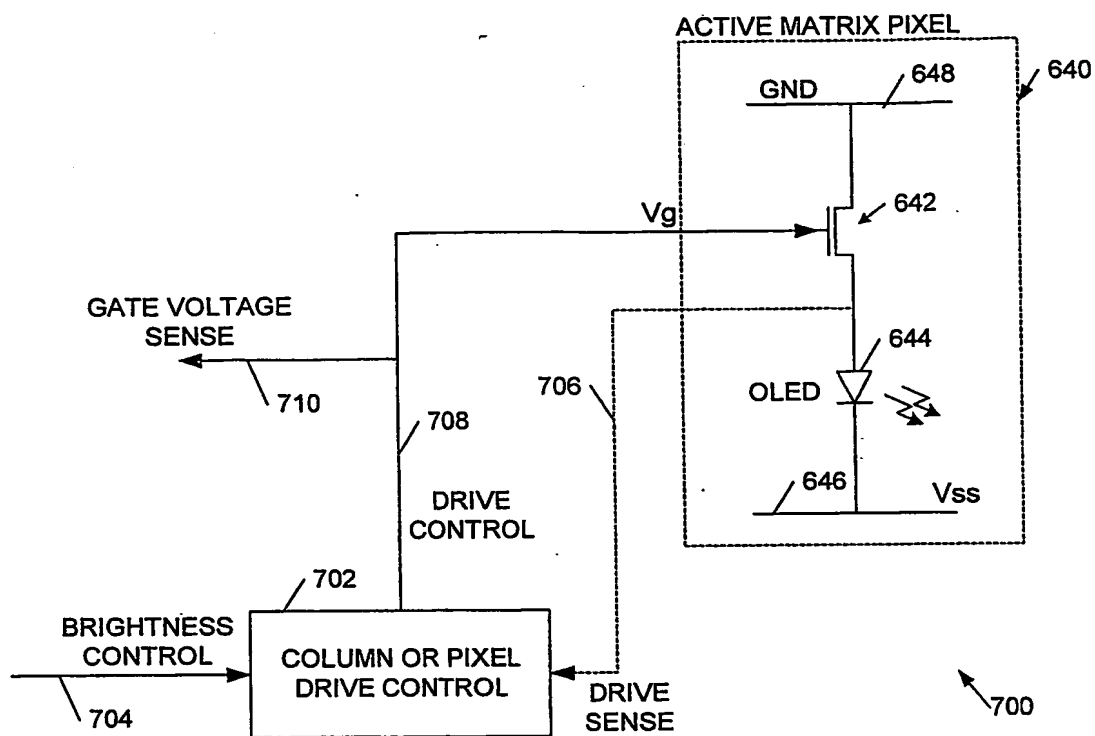 ACTIVE MATRIX PIXEL
648
640
GND
Vg
642
GATE VOLTAGE
SENSE
644
706
OLED
710
708
646
Vss
DRIVE
CONTROL
702
BRIGHTNESS
CONTROL
COLUMN OR PIXEL
DRIVE CONTROL
DRIVE
SENSE
704
700